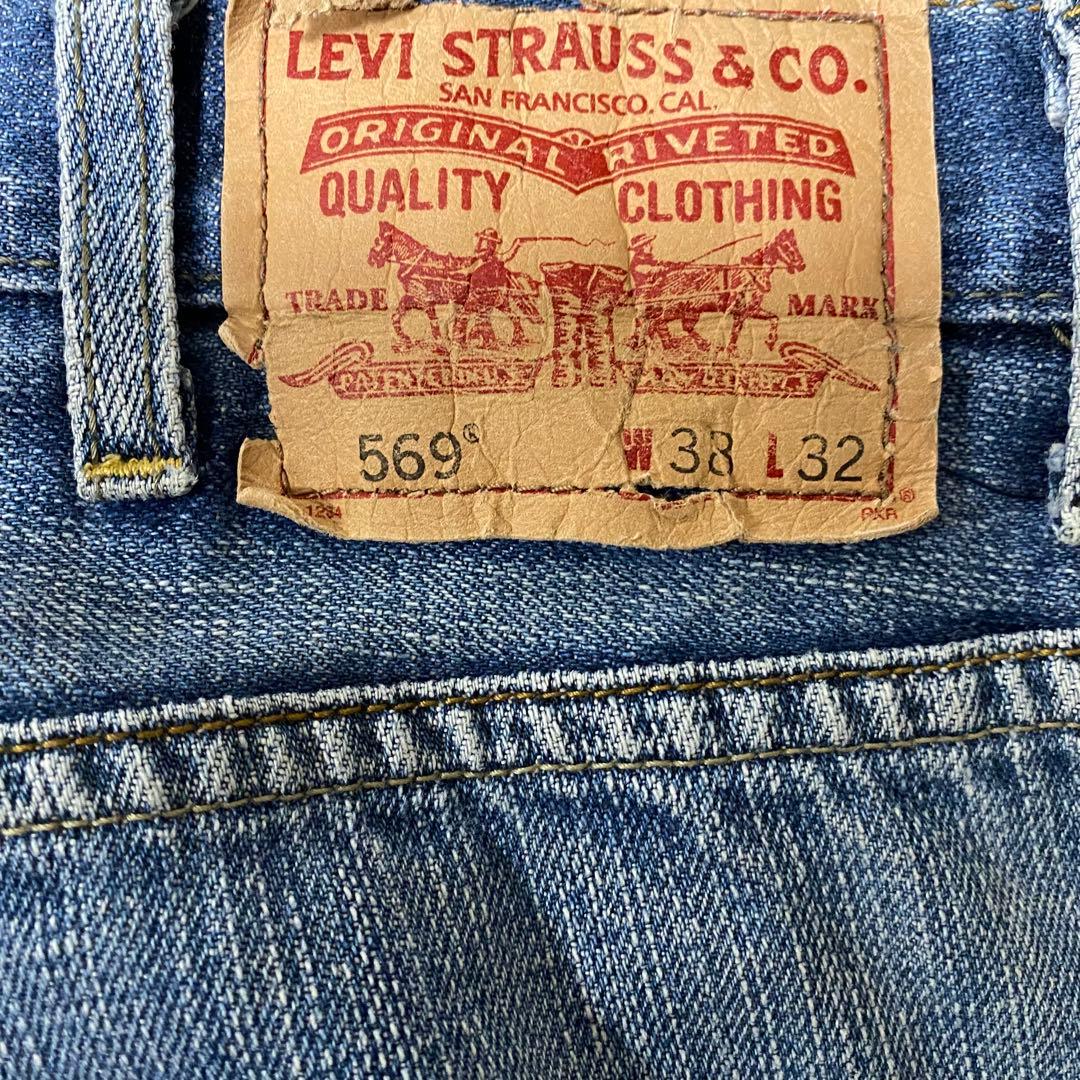 LEVI STRAUSS & CO.
SAN FRANCISCO, CAL.
ORIGINAL RIVETED
QUALITY CLOTHING
TRADE MARK
569® W 38 L 32
®